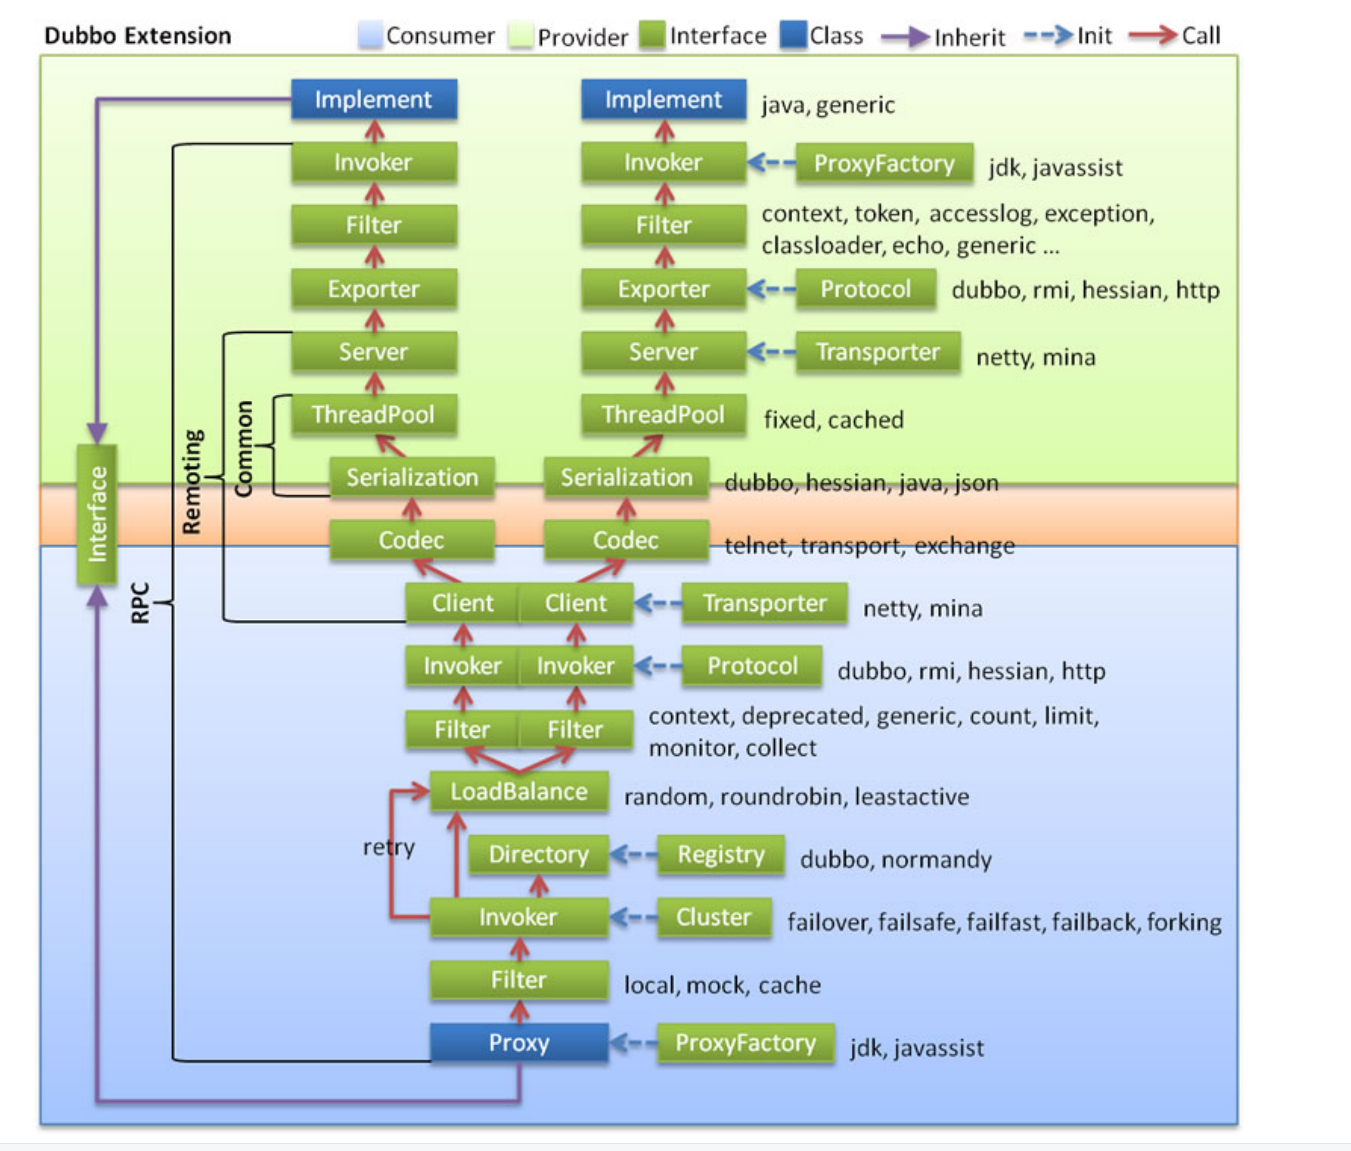 Dubbo Extension
Consumer Provider Interface Class Inherit Init Call
Implement Implement java, generic
Invoker Invoker ProxyFactory jdk, javassist
Filter Filter context, token, accesslog, exception,
classloader, echo, generic ...
Exporter Exporter Protocol dubbo, rmi, hessian, http
Server Server Transporter netty, mina
ThreadPool ThreadPool fixed, cached
Common
Remoting
Serialization Serialization dubbo, hessian, java, json
Interface
Codec Codec telnet, transport, exchange
RPC
Client Client Transporter netty, mina
Invoker Invoker Protocol dubbo, rmi, hessian, http
Filter Filter context, deprecated, generic, count, limit,
monitor, collect
LoadBalance random, roundrobin, leastactive
retry
Directory Registry dubbo, normandy
Invoker Cluster failover, failsafe, failfast, failback, forking
Filter local, mock, cache
Proxy ProxyFactory jdk, javassist